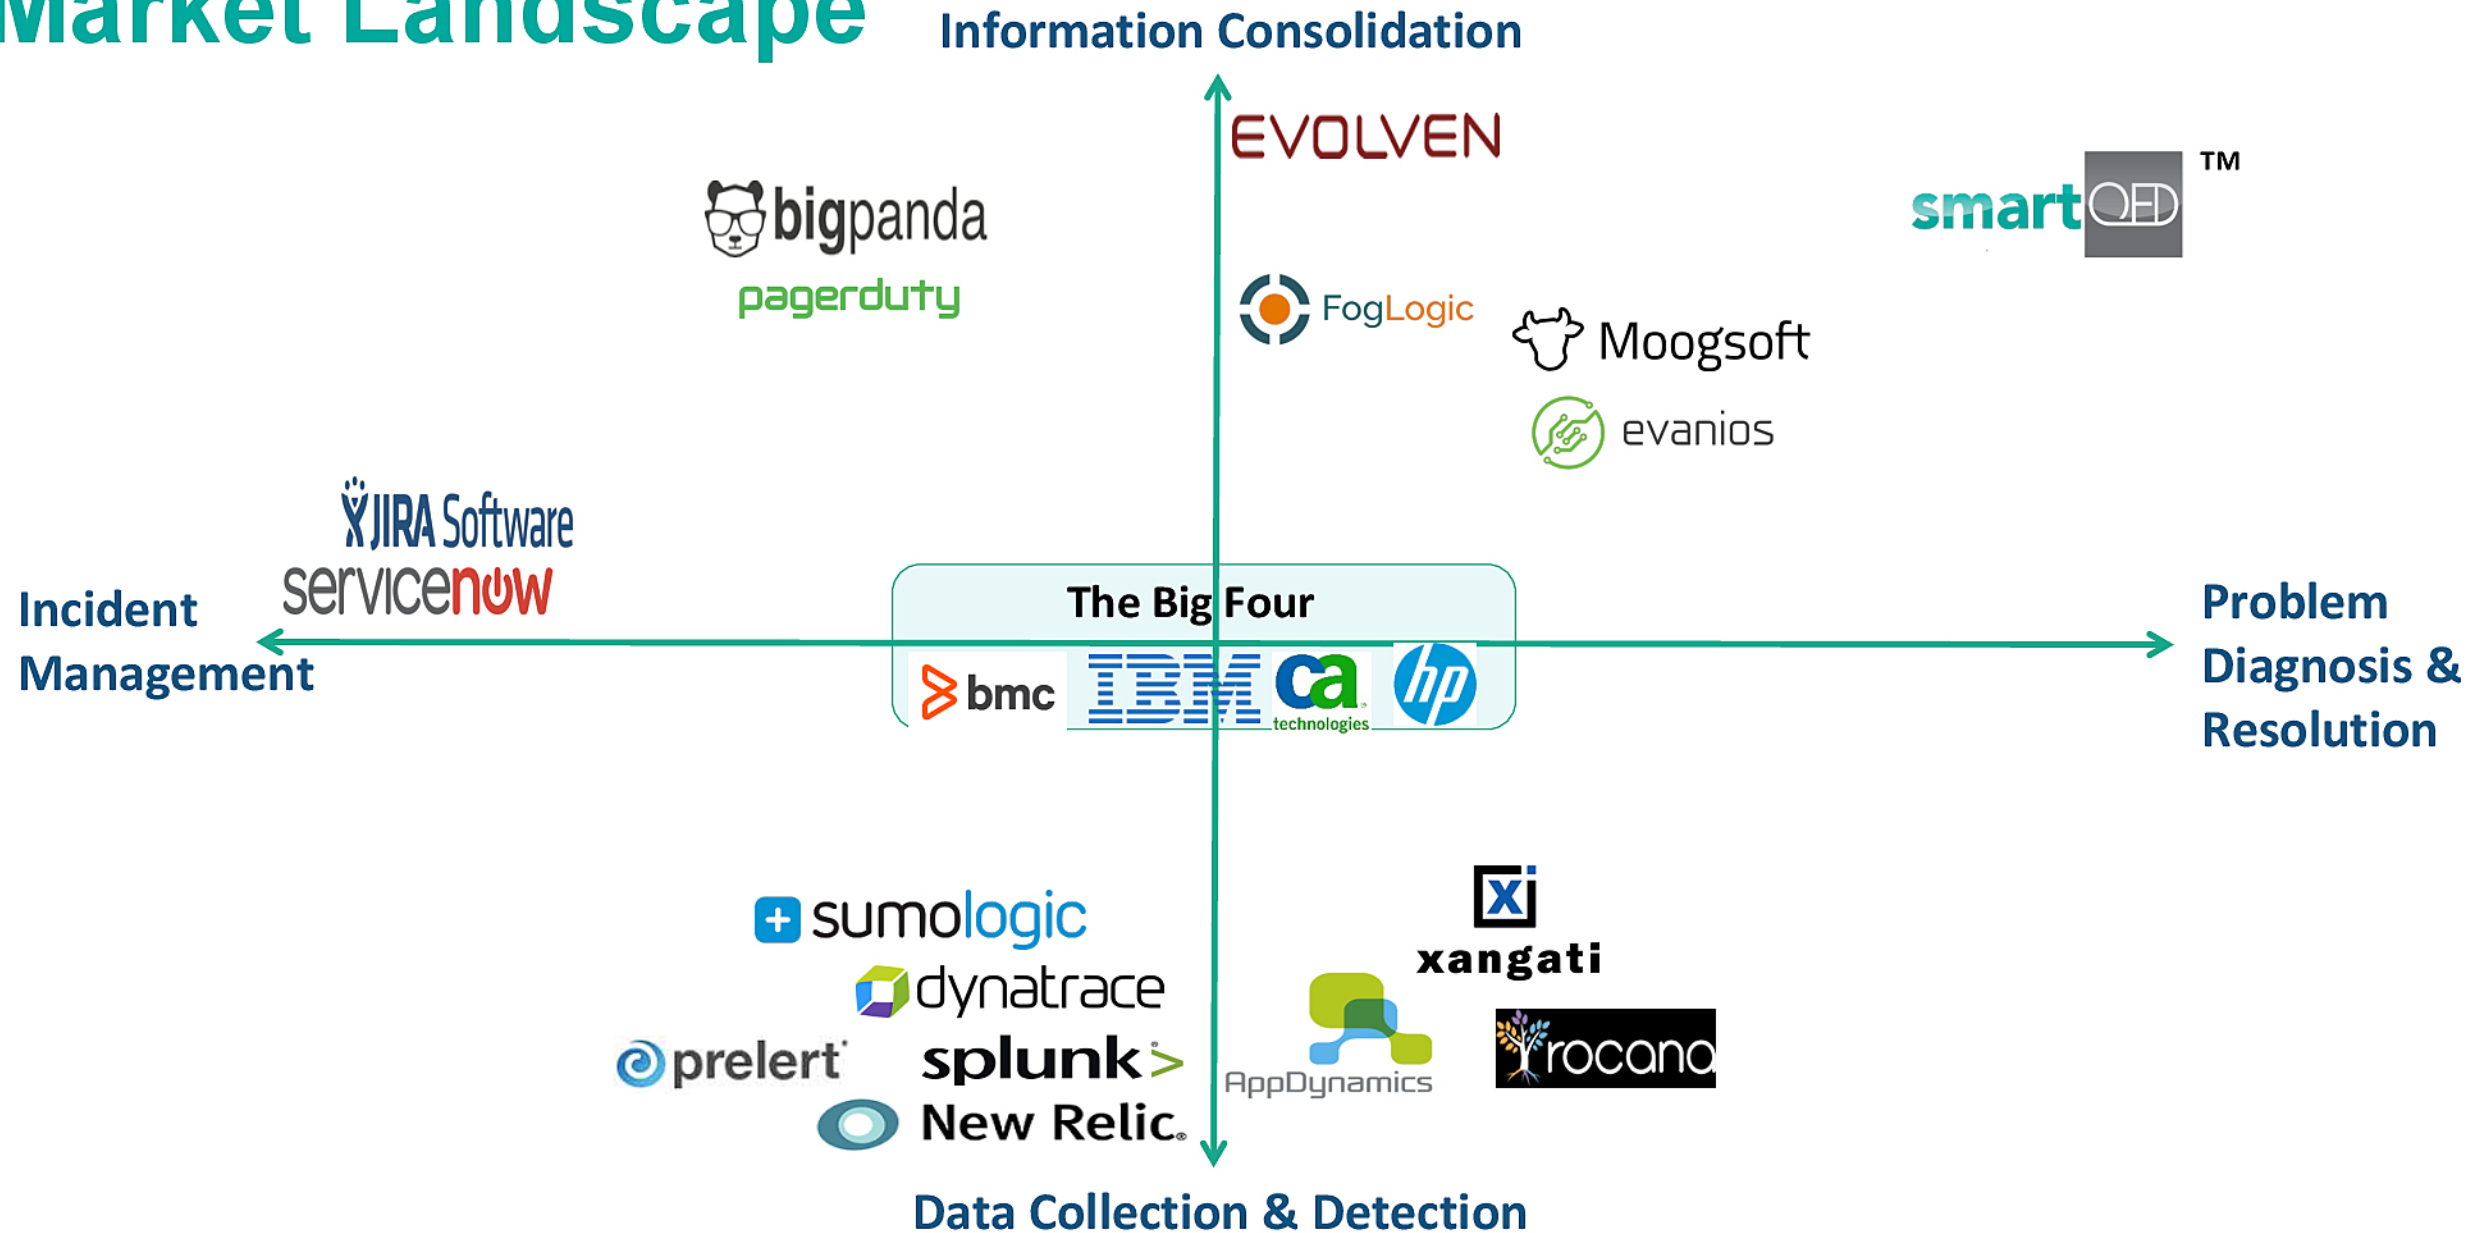 Market Landscape
Information Consolidation
EVOLVEN
bigpanda
pagerduty
smartQED
TM
FogLogic
Moogsoft
evanios
JIRA Software
servicenow
Incident
Management
The Big Four
bmc
IBM
ca
technologies
hp
Problem
Diagnosis &
Resolution
sumologic
dynatrace
prelert
splunk>
New Relic®
xi
xangati
AppDynamics
rocana
Data Collection & Detection